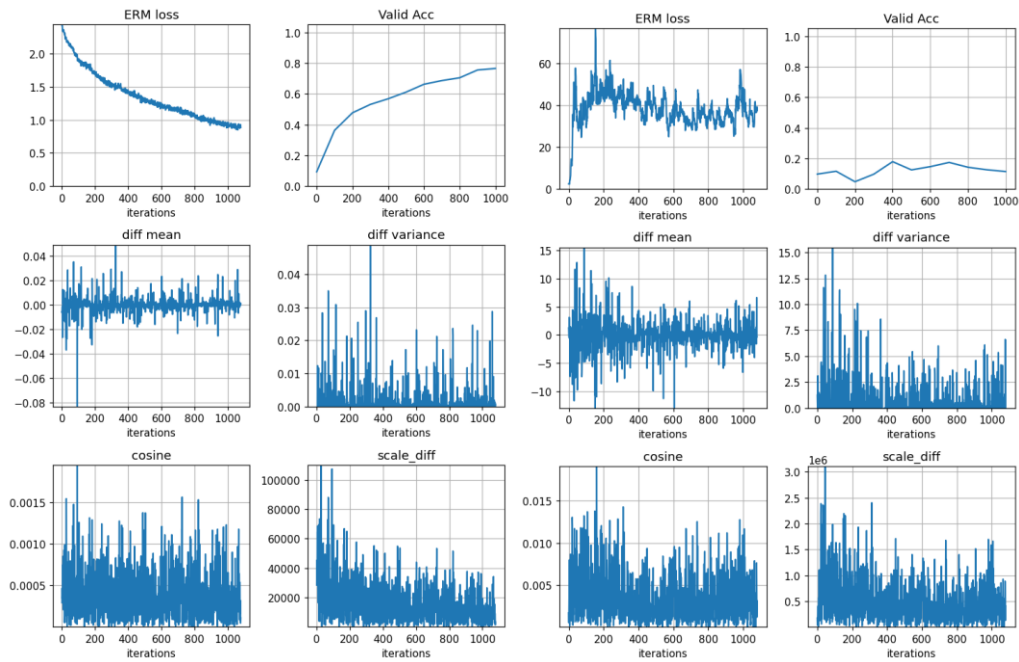 ERM loss
2.0
1.5
1.0
0.5
0.0
0 200 400 600 800 1000
iterations
Valid Acc
1.0
0.8
0.6
0.4
0.2
0.0
0 200 400 600 800 1000
iterations
ERM loss
60
40
20
0
0 200 400 600 800 1000
iterations
Valid Acc
1.0
0.8
0.6
0.4
0.2
0.0
0 200 400 600 800 1000
iterations
diff mean
0.04
0.02
0.00
−0.02
−0.04
−0.06
−0.08
0 200 400 600 800 1000
iterations
diff variance
0.04
0.03
0.02
0.01
0.00
0 200 400 600 800 1000
iterations
diff mean
15
10
5
0
−5
−10
0 200 400 600 800 1000
iterations
diff variance
15.0
12.5
10.0
7.5
5.0
2.5
0.0
0 200 400 600 800 1000
iterations
cosine
0.0015
0.0010
0.0005
0 200 400 600 800 1000
iterations
scale_diff
100000
80000
60000
40000
20000
0 200 400 600 800 1000
iterations
cosine
0.015
0.010
0.005
0 200 400 600 800 1000
iterations
scale_diff
1e6
3.0
2.5
2.0
1.5
1.0
0.5
0 200 400 600 800 1000
iterations